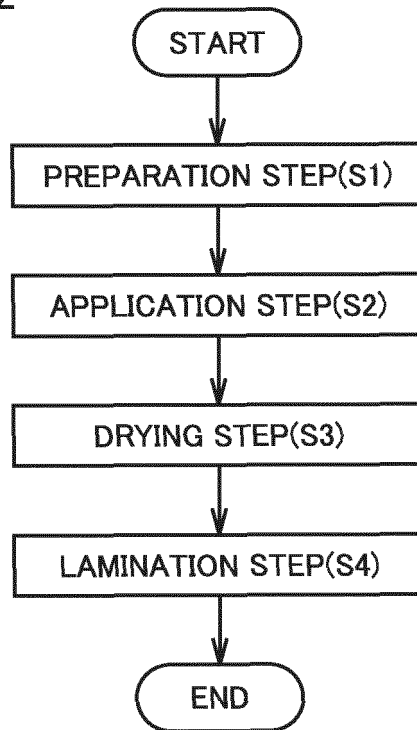 START
PREPARATION STEP(S1)
APPLICATION STEP(S2)
DRYING STEP(S3)
LAMINATION STEP(S4)
END